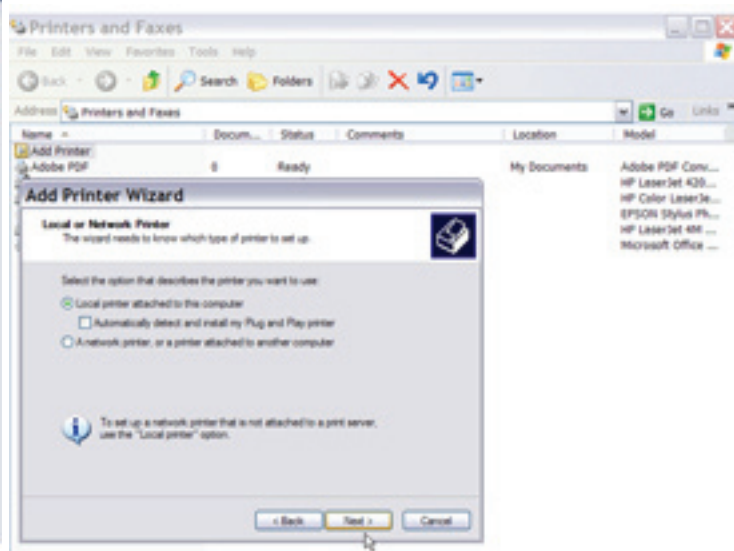 Printers and Faxes
File Edit View Favorites Tools Help
Back Search Folders
Address Printers and Faxes Go Links
Name Docum... Status Comments Location Model
Add Printer
Adobe PDF 0 Ready My Documents Adobe PDF Conv...
HP LaserJet 420...
HP Color LaserJe...
EPSON Stylus Ph...
HP LaserJet 4M ...
Microsoft Office ...
Add Printer Wizard
Local or Network Printer
The wizard needs to know which type of printer to set up.
Select the option that describes the printer you want to use:
Local printer attached to this computer
Automatically detect and install my Plug and Play printer
A network printer, or a printer attached to another computer
To set up a network printer that is not attached to a print server,
use the "Local printer" option.
< Back Next > Cancel